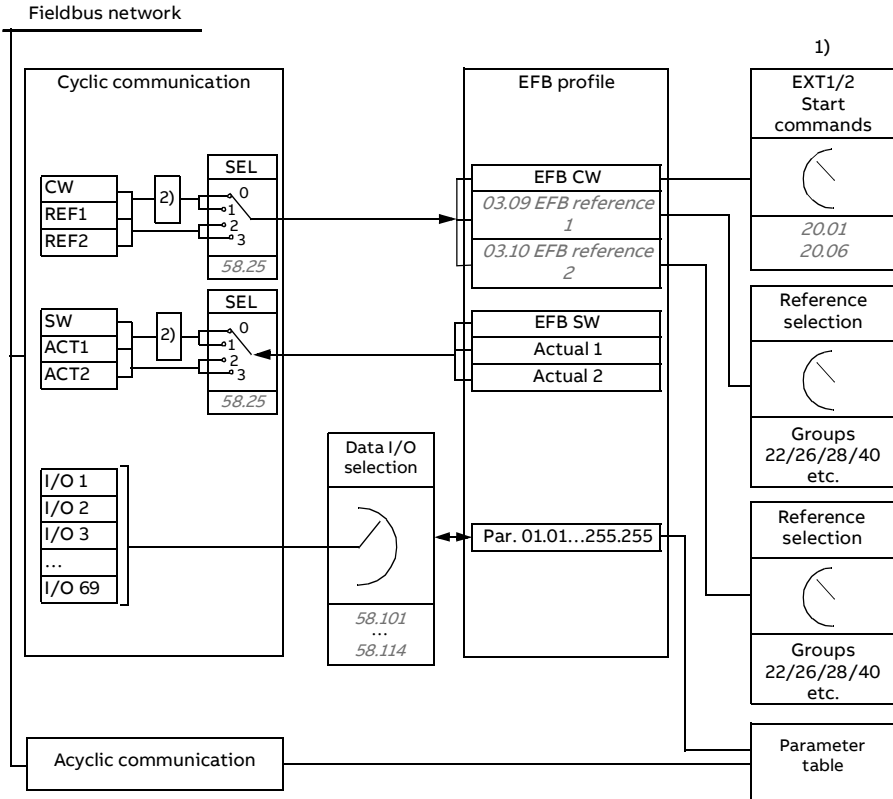 Fieldbus network
1)
Cyclic communication
EFB profile
EXT1/2
Start
commands
SEL
CW
REF1
REF2
2)
0
1
2
3
58.25
EFB CW
03.09 EFB reference
1
03.10 EFB reference
2
20.01
20.06
SEL
SW
ACT1
ACT2
2)
0
1
2
3
58.25
EFB SW
Actual 1
Actual 2
Reference
selection
Groups
22/26/28/40
etc.
Data I/O
selection
I/O 1
I/O 2
I/O 3
...
I/O 69
58.101
...
58.114
Par. 01.01…255.255
Reference
selection
Groups
22/26/28/40
etc.
Acyclic communication
Parameter
table